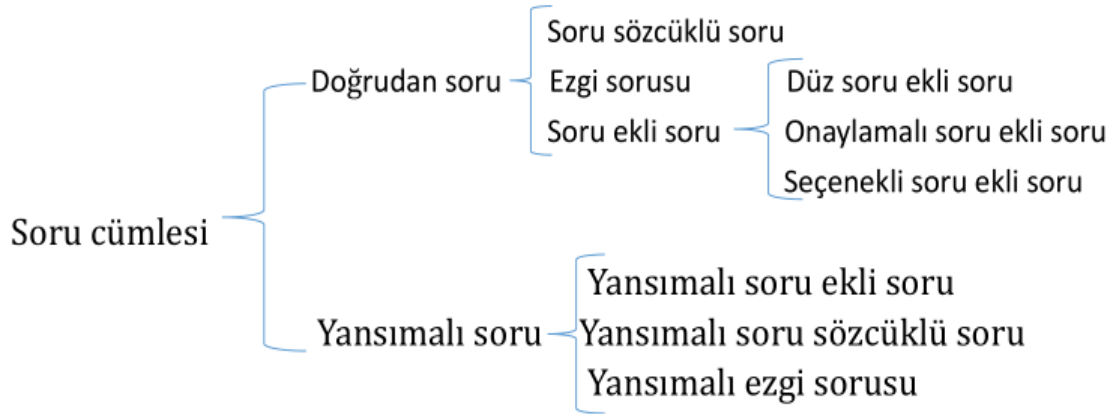 Soru sözcüklü soru
Doğrudan soru Ezgi sorusu Düz soru ekli soru
Soru ekli soru Onaylamalı soru ekli soru
Seçenekli soru ekli soru
Soru cümlesi
Yansımalı soru ekli soru
Yansımalı soru Yansımalı soru sözcüklü soru
Yansımalı ezgi sorusu